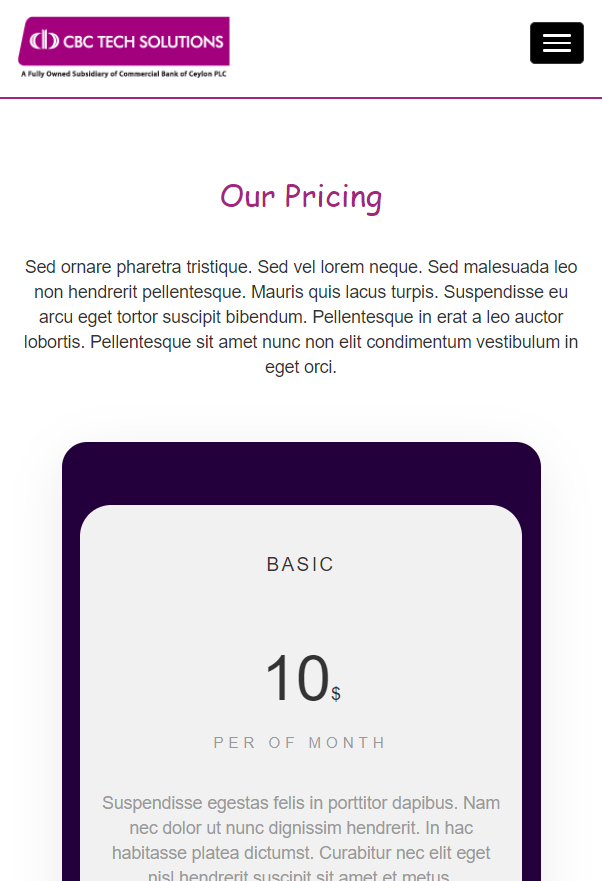 CBC TECH SOLUTIONS
A Fully Owned Subsidiary of Commercial Bank of Ceylon PLC
Our Pricing
Sed ornare pharetra tristique. Sed vel lorem neque. Sed malesuada leo
non hendrerit pellentesque. Mauris quis lacus turpis. Suspendisse eu
arcu eget tortor suscipit bibendum. Pellentesque in erat a leo auctor
lobortis. Pellentesque sit amet nunc non elit condimentum vestibulum in
eget orci.
BASIC
10$
PER OF MONTH
Suspendisse egestas felis in porttitor dapibus. Nam
nec dolor ut nunc dignissim hendrerit. In hac
habitasse platea dictumst. Curabitur nec elit eget
nisl hendrerit suscipit sit amet et metus.